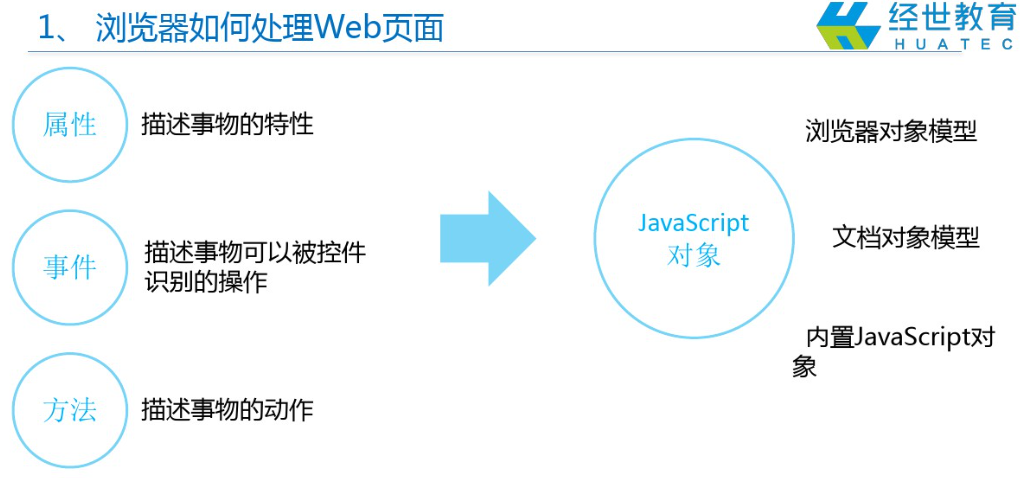 1、 浏览器如何处理Web页面
经世教育
HUATEC
属性
描述事物的特性
事件
描述事物可以被控件
识别的操作
方法
描述事物的动作
JavaScript
对象
浏览器对象模型
文档对象模型
内置JavaScript对
象